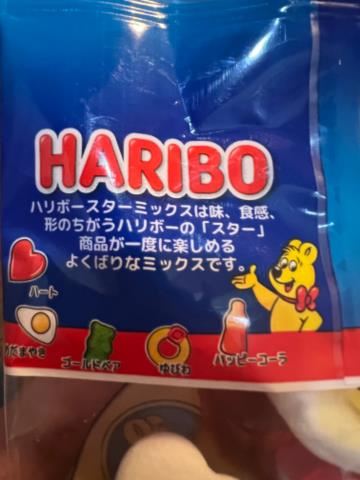 HARIBO
ハリボースターミックスは味、食感、
形のちがうハリボーの「スター」
商品が一度に楽しめる
よくばりなミックスです。
ハート
だまやき
ゴールドベア
ゆびわ
ハッピーコーラ